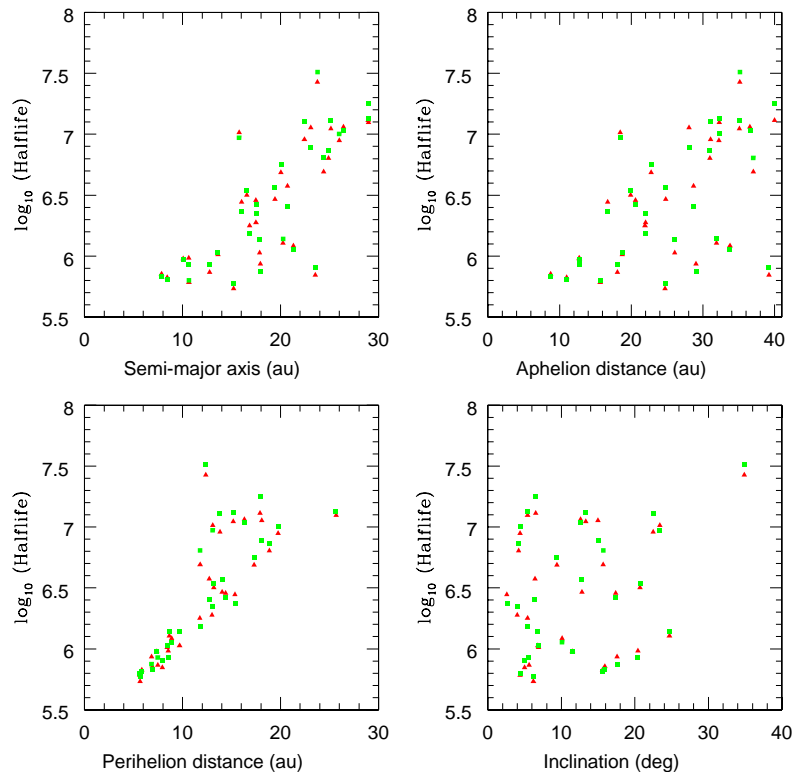 8
7.5
7
6.5
6
5.5
log₁₀ (Halflife)
0 10 20 30
Semi-major axis (au)
8
7.5
7
6.5
6
5.5
log₁₀ (Halflife)
0 10 20 30 40
Aphelion distance (au)
8
7.5
7
6.5
6
5.5
log₁₀ (Halflife)
0 10 20 30
Perihelion distance (au)
8
7.5
7
6.5
6
5.5
log₁₀ (Halflife)
0 10 20 30 40
Inclination (deg)